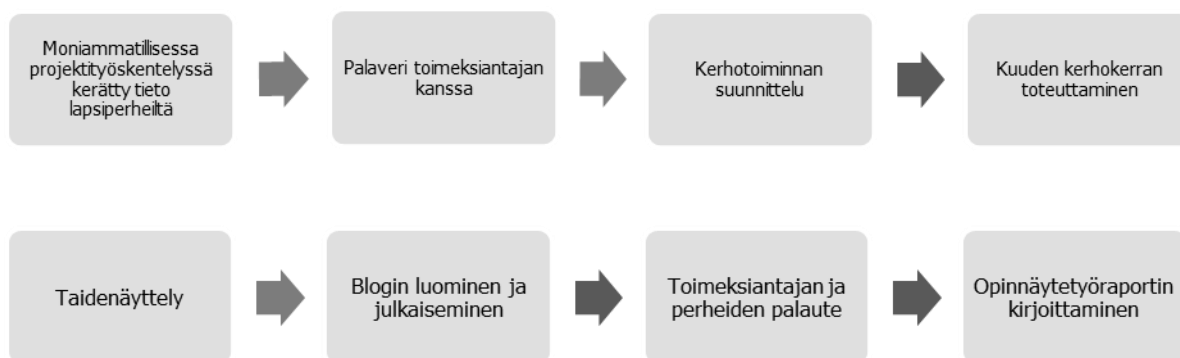 Moniammatillisessa
projektityöskentelyssä
kerätty tieto
lapsiperheiltä
Palaveri toimeksiantajan
kanssa
Kerhotoiminnan
suunnittelu
Kuuden kerhokerran
toteuttaminen
Taidenäyttely
Blogin luominen ja
julkaiseminen
Toimeksiantajan ja
perheiden palaute
Opinnäytetyöraportin
kirjoittaminen